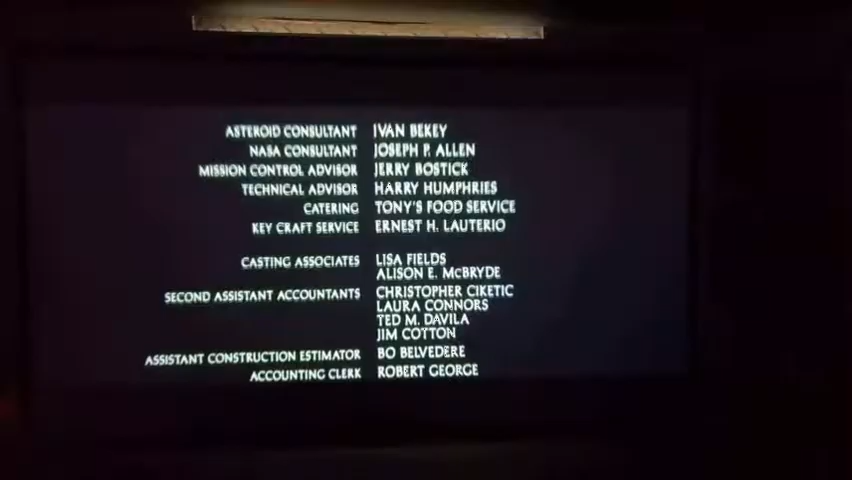 ASTEROID CONSULTANT IVAN BEKEY
NASA CONSULTANT JOSEPH P. ALLEN
MISSION CONTROL ADVISOR JERRY BOSTICK
TECHNICAL ADVISOR HARRY HUMPHRIES
CATERING TONY'S FOOD SERVICE
KEY CRAFT SERVICE ERNEST H. LAUTERIO
CASTING ASSOCIATES LISA FIELDS
ALISON E. McBRYDE
SECOND ASSISTANT ACCOUNTANTS CHRISTOPHER CIKETIC
LAURA CONNORS
TED M. DAVILA
JIM COTTON
ASSISTANT CONSTRUCTION ESTIMATOR BO BELVEDERE
ACCOUNTING CLERK ROBERT GEORGE